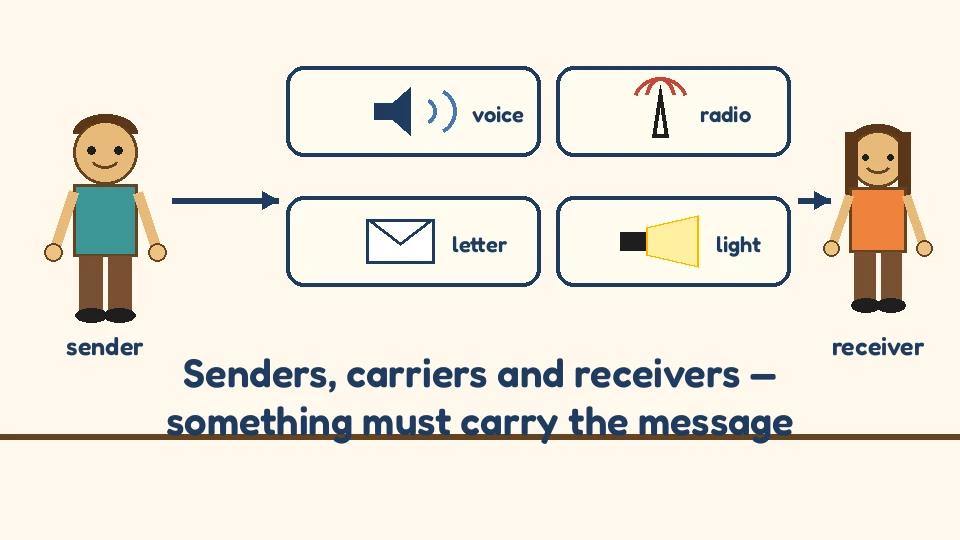 voice
radio
letter
light
sender
receiver
Senders, carriers and receivers —
something must carry the message